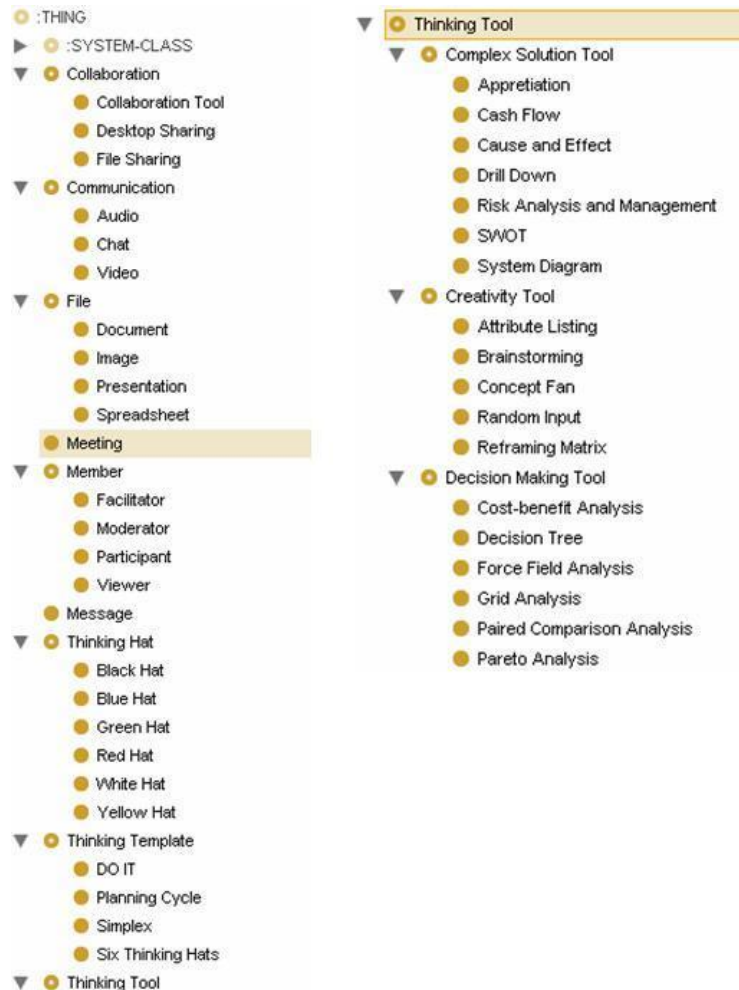 :THING
:SYSTEM-CLASS
Collaboration
Collaboration Tool
Desktop Sharing
File Sharing
Communication
Audio
Chat
Video
File
Document
Image
Presentation
Spreadsheet
Meeting
Member
Facilitator
Moderator
Participant
Viewer
Message
Thinking Hat
Black Hat
Blue Hat
Green Hat
Red Hat
White Hat
Yellow Hat
Thinking Template
DO IT
Planning Cycle
Simplex
Six Thinking Hats
Thinking Tool
Thinking Tool
Complex Solution Tool
Appretiation
Cash Flow
Cause and Effect
Drill Down
Risk Analysis and Management
SWOT
System Diagram
Creativity Tool
Attribute Listing
Brainstorming
Concept Fan
Random Input
Reframing Matrix
Decision Making Tool
Cost-benefit Analysis
Decision Tree
Force Field Analysis
Grid Analysis
Paired Comparison Analysis
Pareto Analysis